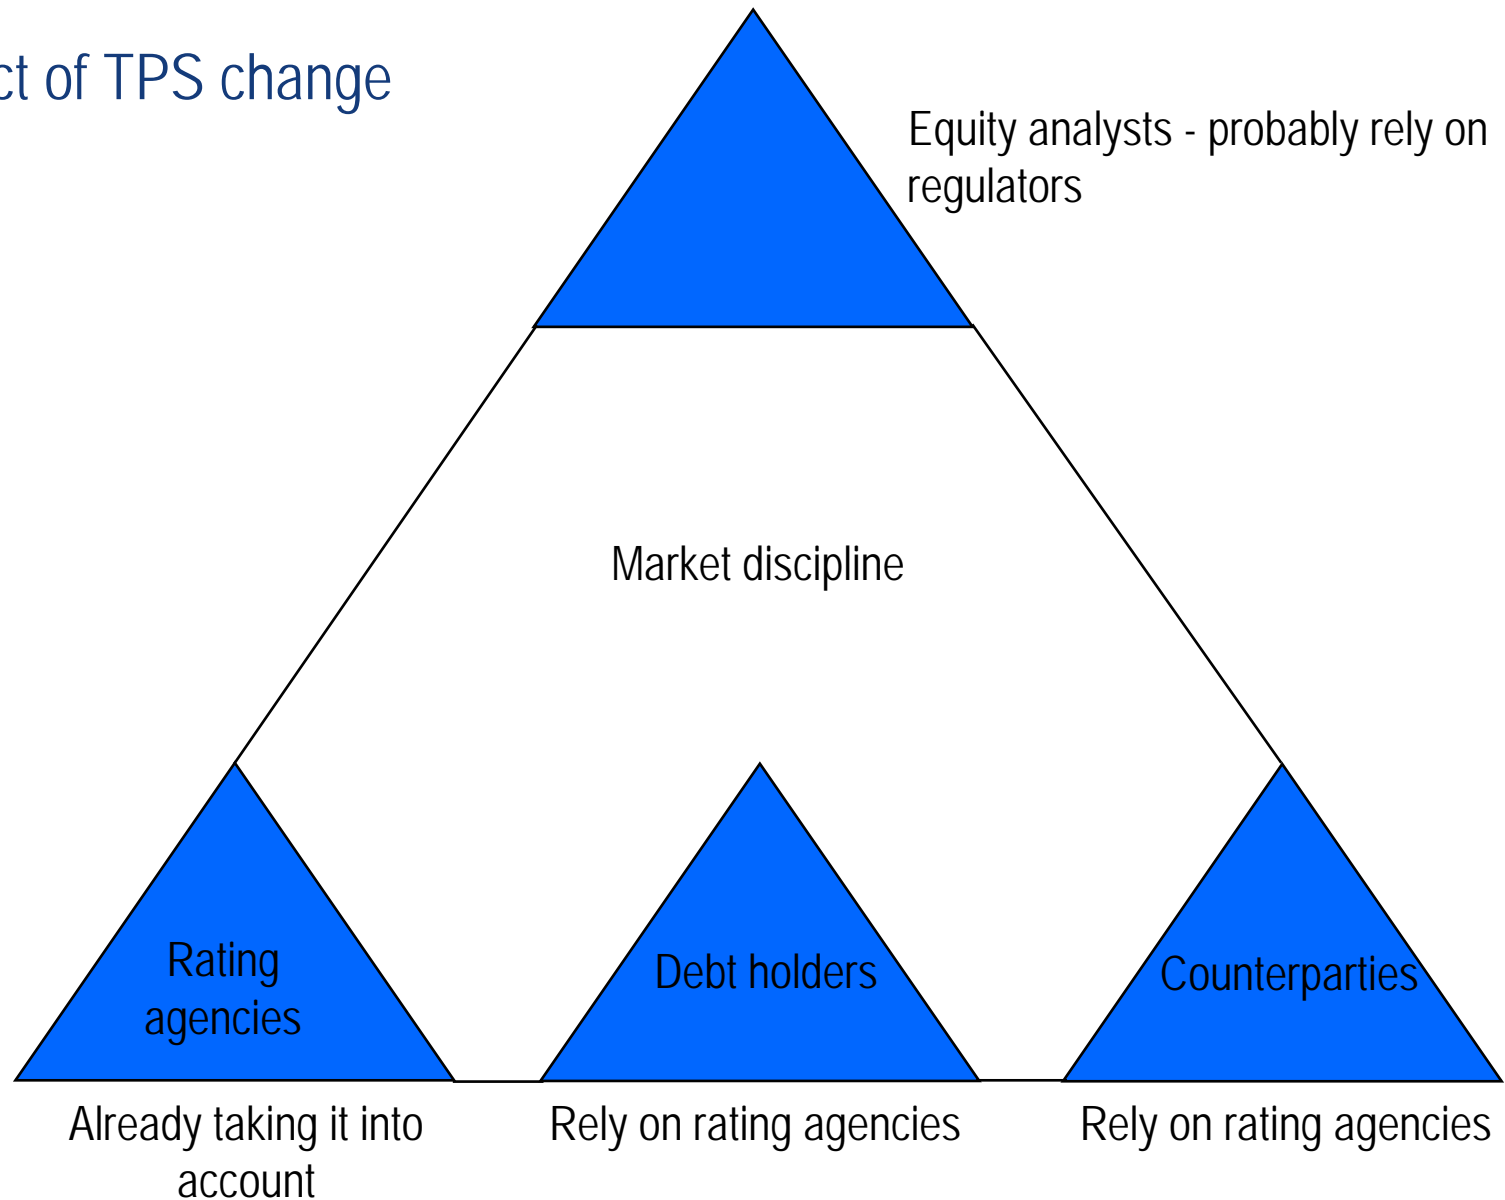 ct of TPS change
Equity analysts - probably rely on
regulators
Market discipline
Rating
agencies
Debt holders
Counterparties
Already taking it into
account
Rely on rating agencies
Rely on rating agencies